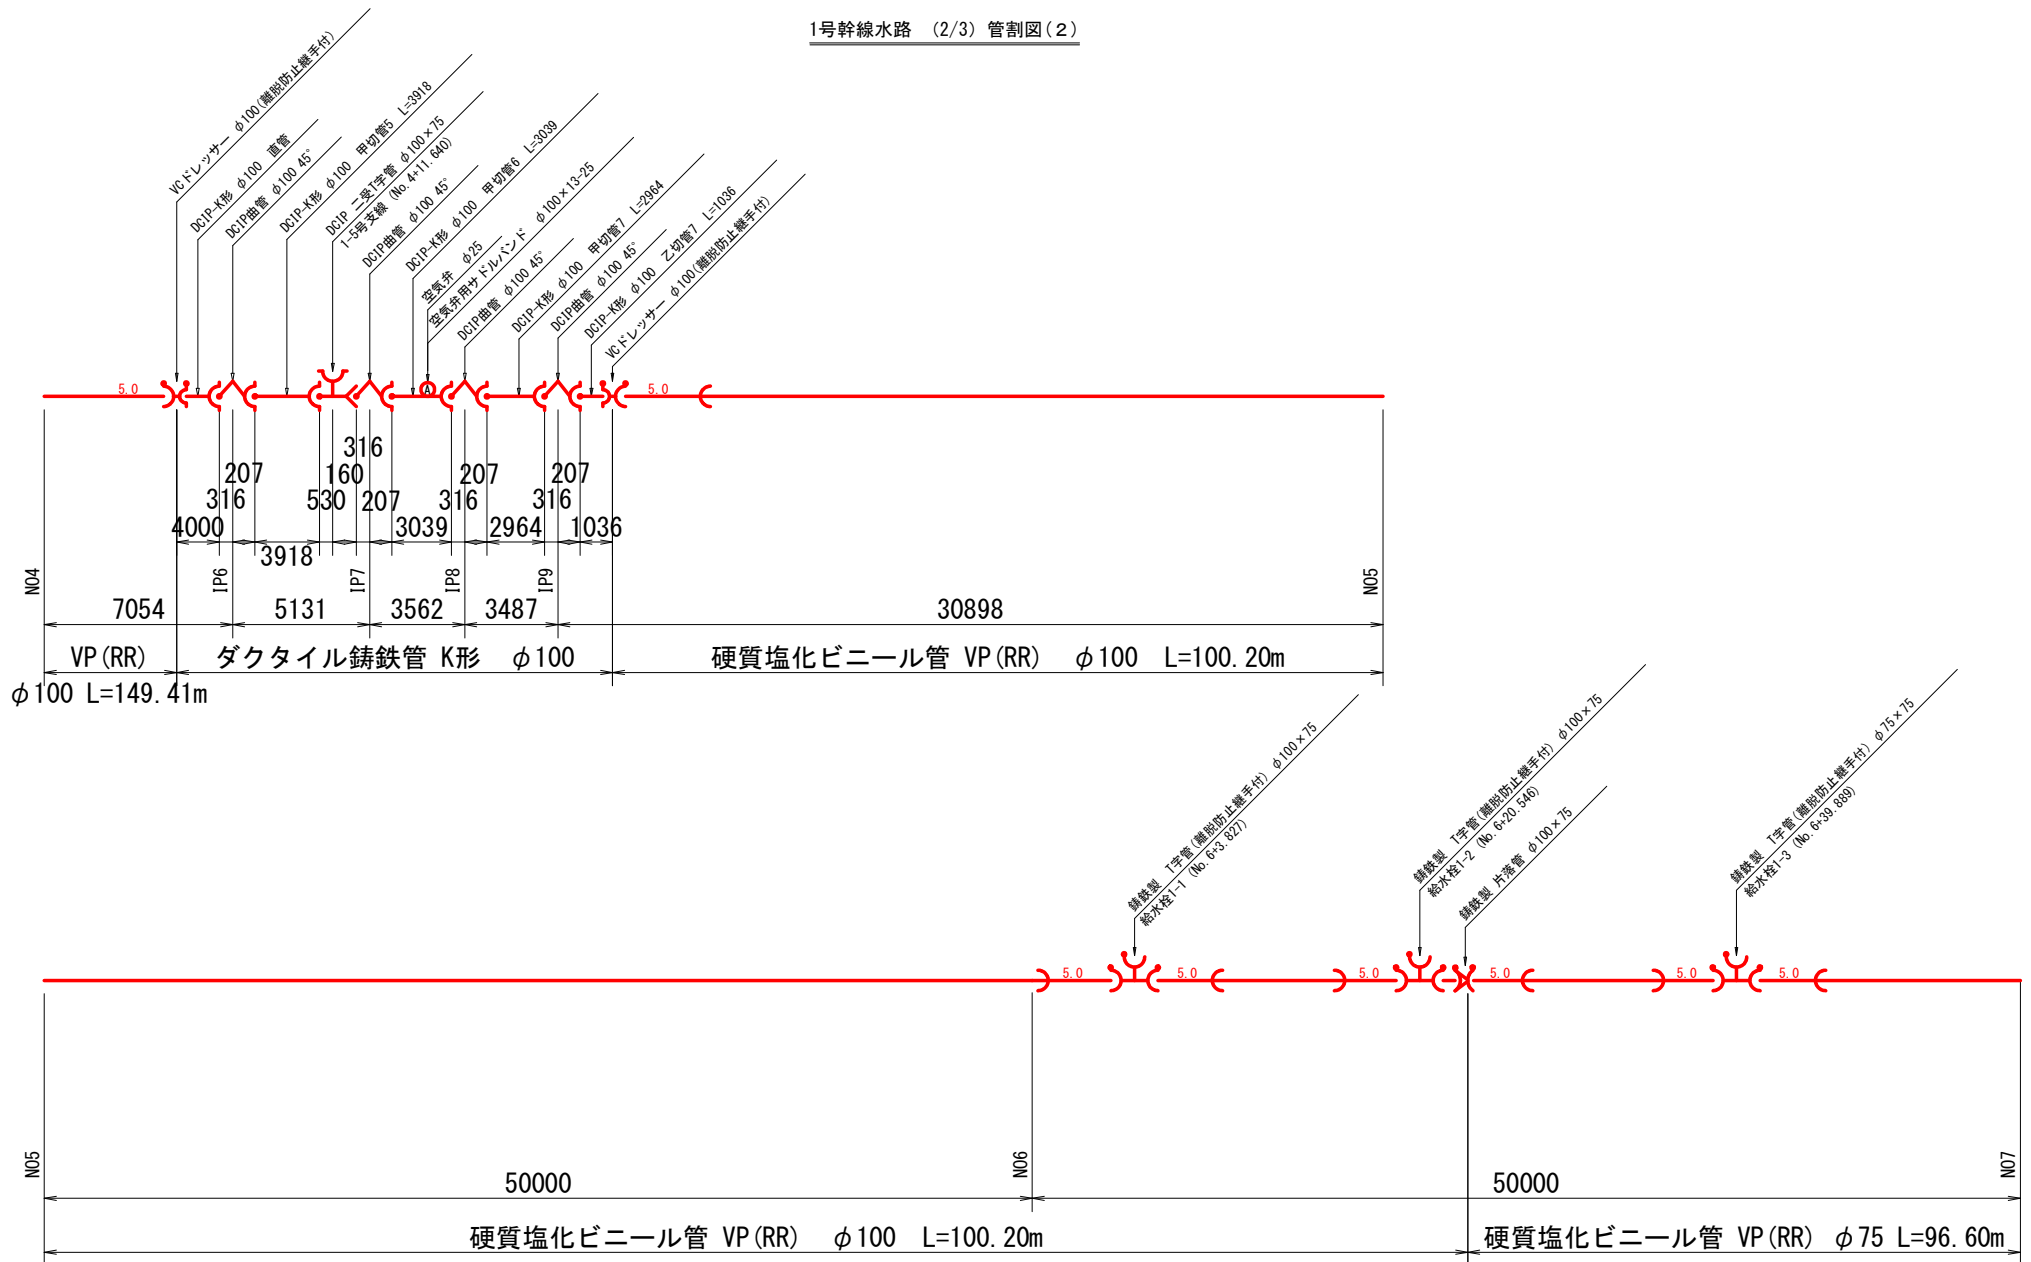 1号幹線水路 (2/3) 管割図(2)
VCドレッサー φ100(離脱防止継手付)
DCIP-K形 φ100 直管
DCIP曲管 φ100 45°
DCIP-K形 φ100 甲切管5 L=3918
DCIP 二受T字管 φ100×75
1-5号支線 (No.4+11.640)
DCIP曲管 φ100 45°
DCIP-K形 φ100 甲切管6 L=3039
空気弁 φ25
空気弁用サドルバンド φ100×13-25
DCIP曲管 φ100 45°
DCIP-K形 φ100 甲切管7 L=2964
DCIP曲管 φ100 45°
DCIP-K形 φ100 乙切管7 L=1036
VCドレッサー φ100(離脱防止継手付)
5.0
A
5.0
316
207 160 207 207
316 530 207 316 316
4000 3039 2964 1036
3918
NO4 IP6 IP7 IP8 IP9 NO5
7054 5131 3562 3487 30898
VP(RR) ダクタイル鋳鉄管 K形 φ100 硬質塩化ビニール管 VP(RR) φ100 L=100.20m
φ100 L=149.41m
鋳鉄製 T字管(離脱防止継手付) φ100×75
給水栓1-1 (No.6+3.827)
鋳鉄製 T字管(離脱防止継手付) φ100×75
給水栓1-2 (No.6+20.546)
鋳鉄製 片落管 φ100×75
鋳鉄製 T字管(離脱防止継手付) φ75×75
給水栓1-3 (No.6+39.889)
5.0 5.0 5.0 5.0 5.0 5.0
NO5 NO6 NO7
50000 50000
硬質塩化ビニール管 VP(RR) φ100 L=100.20m 硬質塩化ビニール管 VP(RR) φ75 L=96.60m